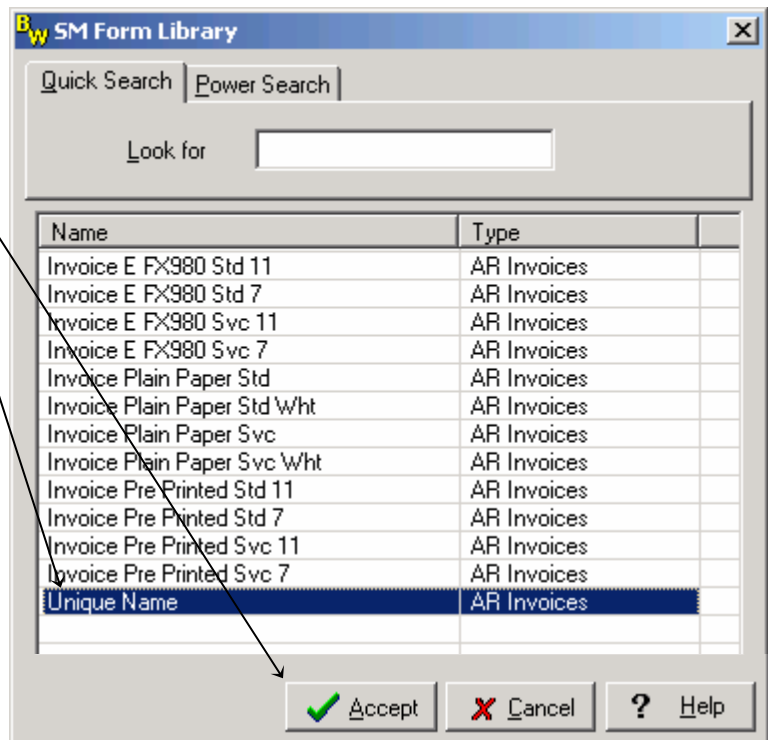 BW SM Form Library
Quick Search Power Search
Look for
Name Type
Invoice E FX980 Std 11 AR Invoices
Invoice E FX980 Std 7 AR Invoices
Invoice E FX980 Svc 11 AR Invoices
Invoice E FX980 Svc 7 AR Invoices
Invoice Plain Paper Std AR Invoices
Invoice Plain Paper Std Wht AR Invoices
Invoice Plain Paper Svc AR Invoices
Invoice Plain Paper Svc Wht AR Invoices
Invoice Pre Printed Std 11 AR Invoices
Invoice Pre Printed Std 7 AR Invoices
Invoice Pre Printed Svc 11 AR Invoices
Invoice Pre Printed Svc 7 AR Invoices
Unique Name AR Invoices
Accept Cancel ? Help